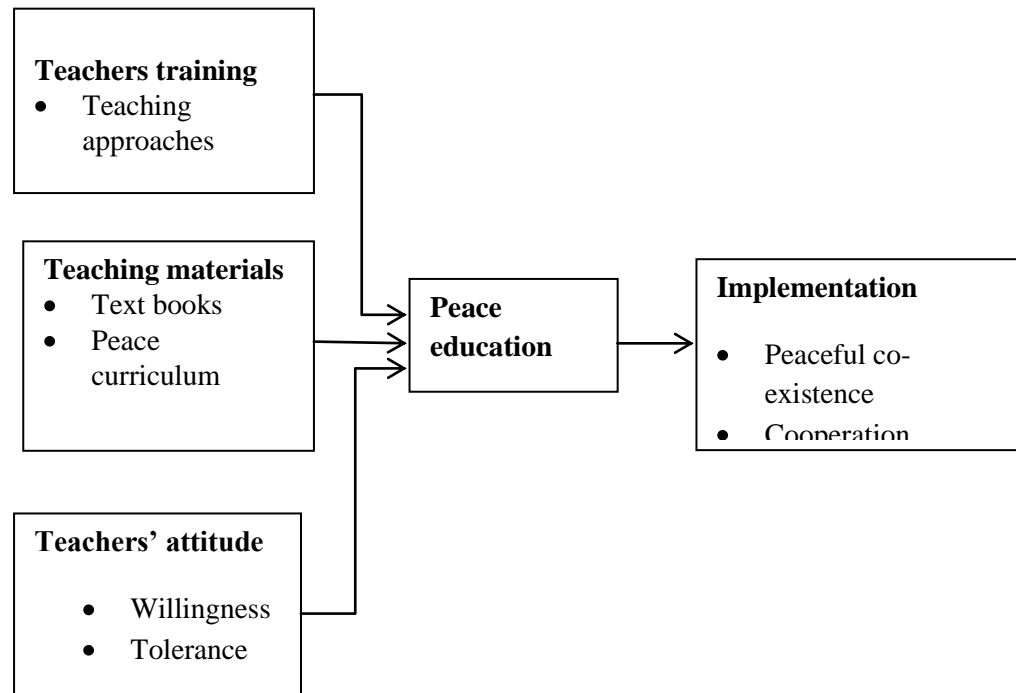 Teachers training
• Teaching
approaches
Teaching materials
• Text books
• Peace
curriculum
Teachers’ attitude
• Willingness
• Tolerance
Peace
education
Implementation
• Peaceful co-
existence
• Cooperation